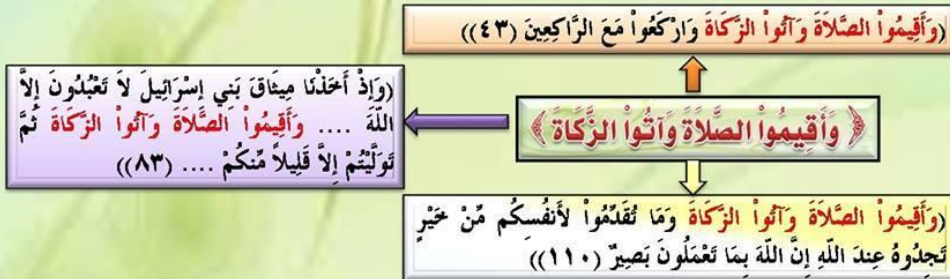 (وَأَقِيمُواْ الصَّلاَةَ وَآتُواْ الزَّكَاةَ وَارْكَعُواْ مَعَ الرَّاكِعِينَ (٤٣))
(وَإِذْ أَخَذْنَا مِيثَاقَ بَنِي إِسْرَائِيلَ لاَ تَعْبُدُونَ إِلاَّ
اللّهَ .... وَأَقِيمُواْ الصَّلاَةَ وَآتُواْ الزَّكَاةَ ثُمَّ
تَوَلَّيْتُمْ إِلاَّ قَلِيلاً مِّنكُمْ .... (٨٣))
﴿ وَأَقِيمُواْ الصَّلاَةَ وَآتُواْ الزَّكَاةَ ﴾
(وَأَقِيمُواْ الصَّلاَةَ وَآتُواْ الزَّكَاةَ وَمَا تُقَدِّمُواْ لأَنفُسِكُم مِّنْ خَيْرٍ
تَجِدُوهُ عِندَ اللّهِ إِنَّ اللّهَ بِمَا تَعْمَلُونَ بَصِيرٌ (١١٠))